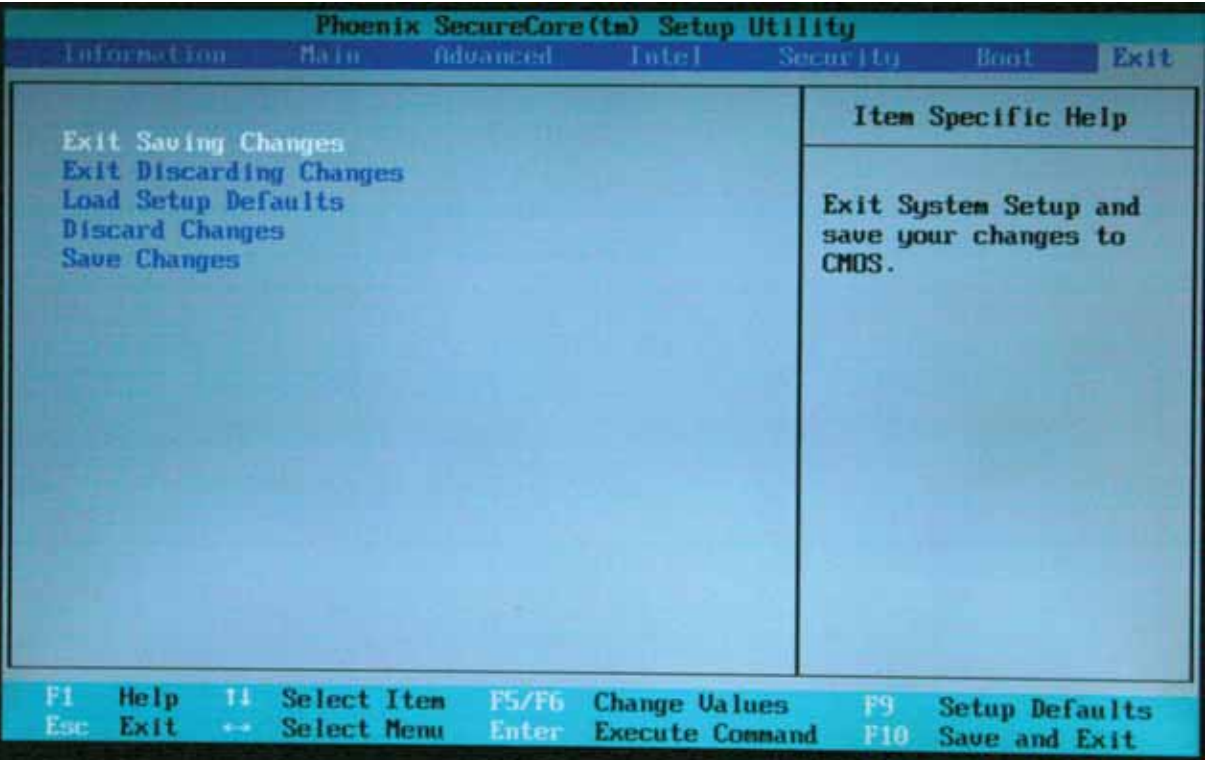 Phoenix SecureCore(tm) Setup Utility
Information Main Advanced Intel Security Boot Exit
Exit Saving Changes
Exit Discarding Changes
Load Setup Defaults
Discard Changes
Save Changes
Item Specific Help
Exit System Setup and
save your changes to
CMOS.
F1 Help ↑↓ Select Item F5/F6 Change Values F9 Setup Defaults
Esc Exit ↔ Select Menu Enter Execute Command F10 Save and Exit